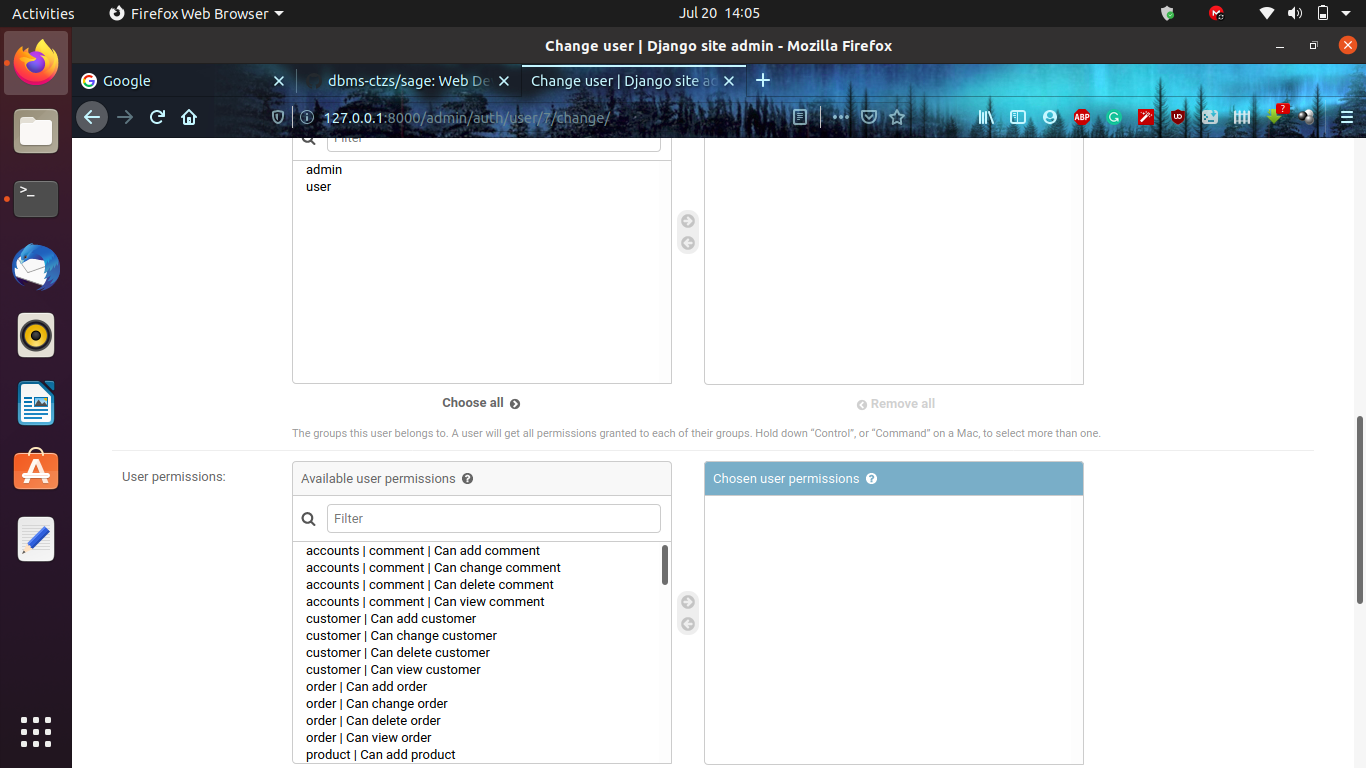 Activities
Firefox Web Browser
Jul 20 14:05
Change user | Django site admin - Mozilla Firefox
Google
dbms-ctzs/sage: Web De
Change user | Django site ad
127.0.0.1:8000/admin/auth/user/7/change/
ABP
Filter
admin
user
Choose all
Remove all
The groups this user belongs to. A user will get all permissions granted to each of their groups. Hold down “Control”, or “Command” on a Mac, to select more than one.
User permissions:
Available user permissions ?
Chosen user permissions ?
Filter
accounts | comment | Can add comment
accounts | comment | Can change comment
accounts | comment | Can delete comment
accounts | comment | Can view comment
customer | Can add customer
customer | Can change customer
customer | Can delete customer
customer | Can view customer
order | Can add order
order | Can change order
order | Can delete order
order | Can view order
product | Can add product